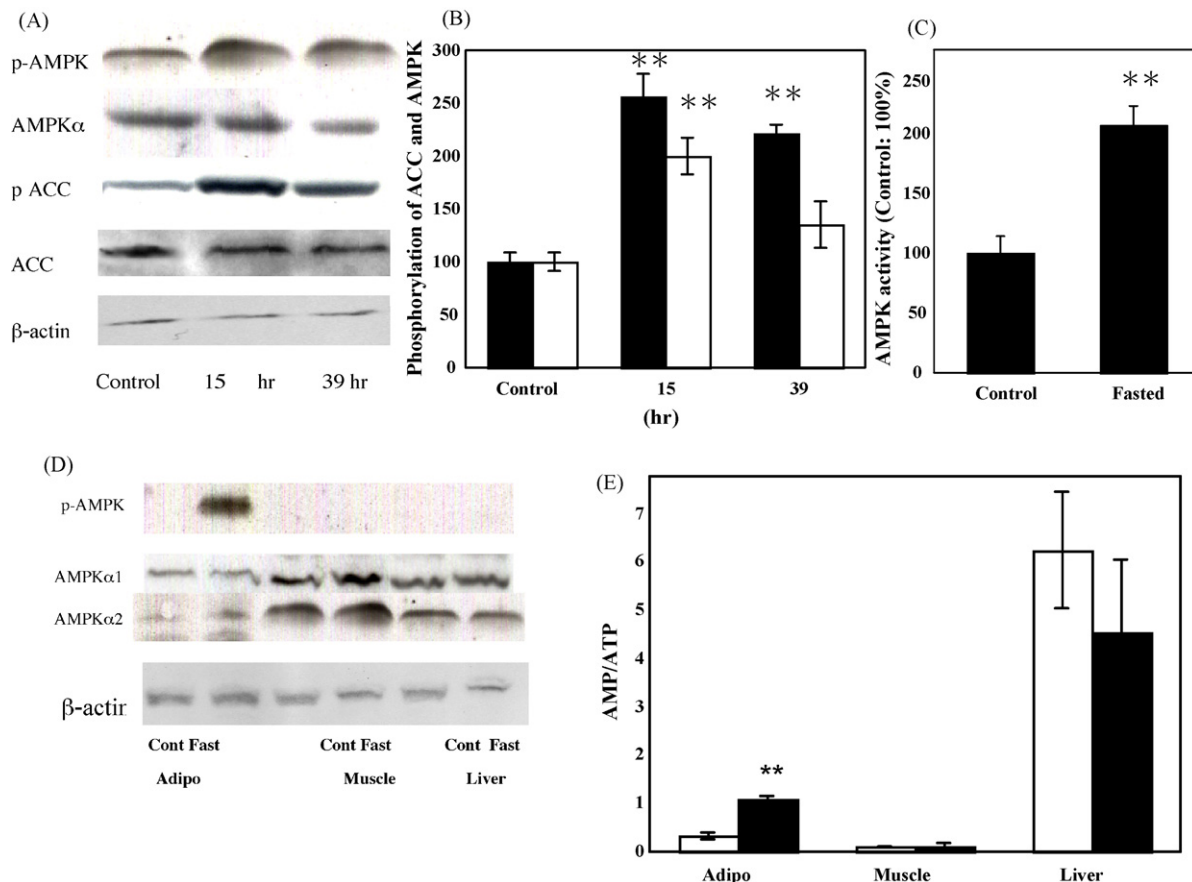 (A)
p-AMPK
AMPKα
p ACC
ACC
β-actin
Control 15 hr 39 hr
(B)
Phosphorylation of ACC and AMPK
300
250
200
150
100
50
0
** ** **
Control 15 39
(hr)
(C)
AMPK activity (Control: 100%)
250
200
150
100
50
0
**
Control Fasted
(D)
p-AMPK
AMPKα1
AMPKα2
β-actin
Cont Fast Cont Fast Cont Fast
Adipo Muscle Liver
(E)
AMP/ATP
7
6
5
4
3
2
1
0
**
Adipo Muscle Liver